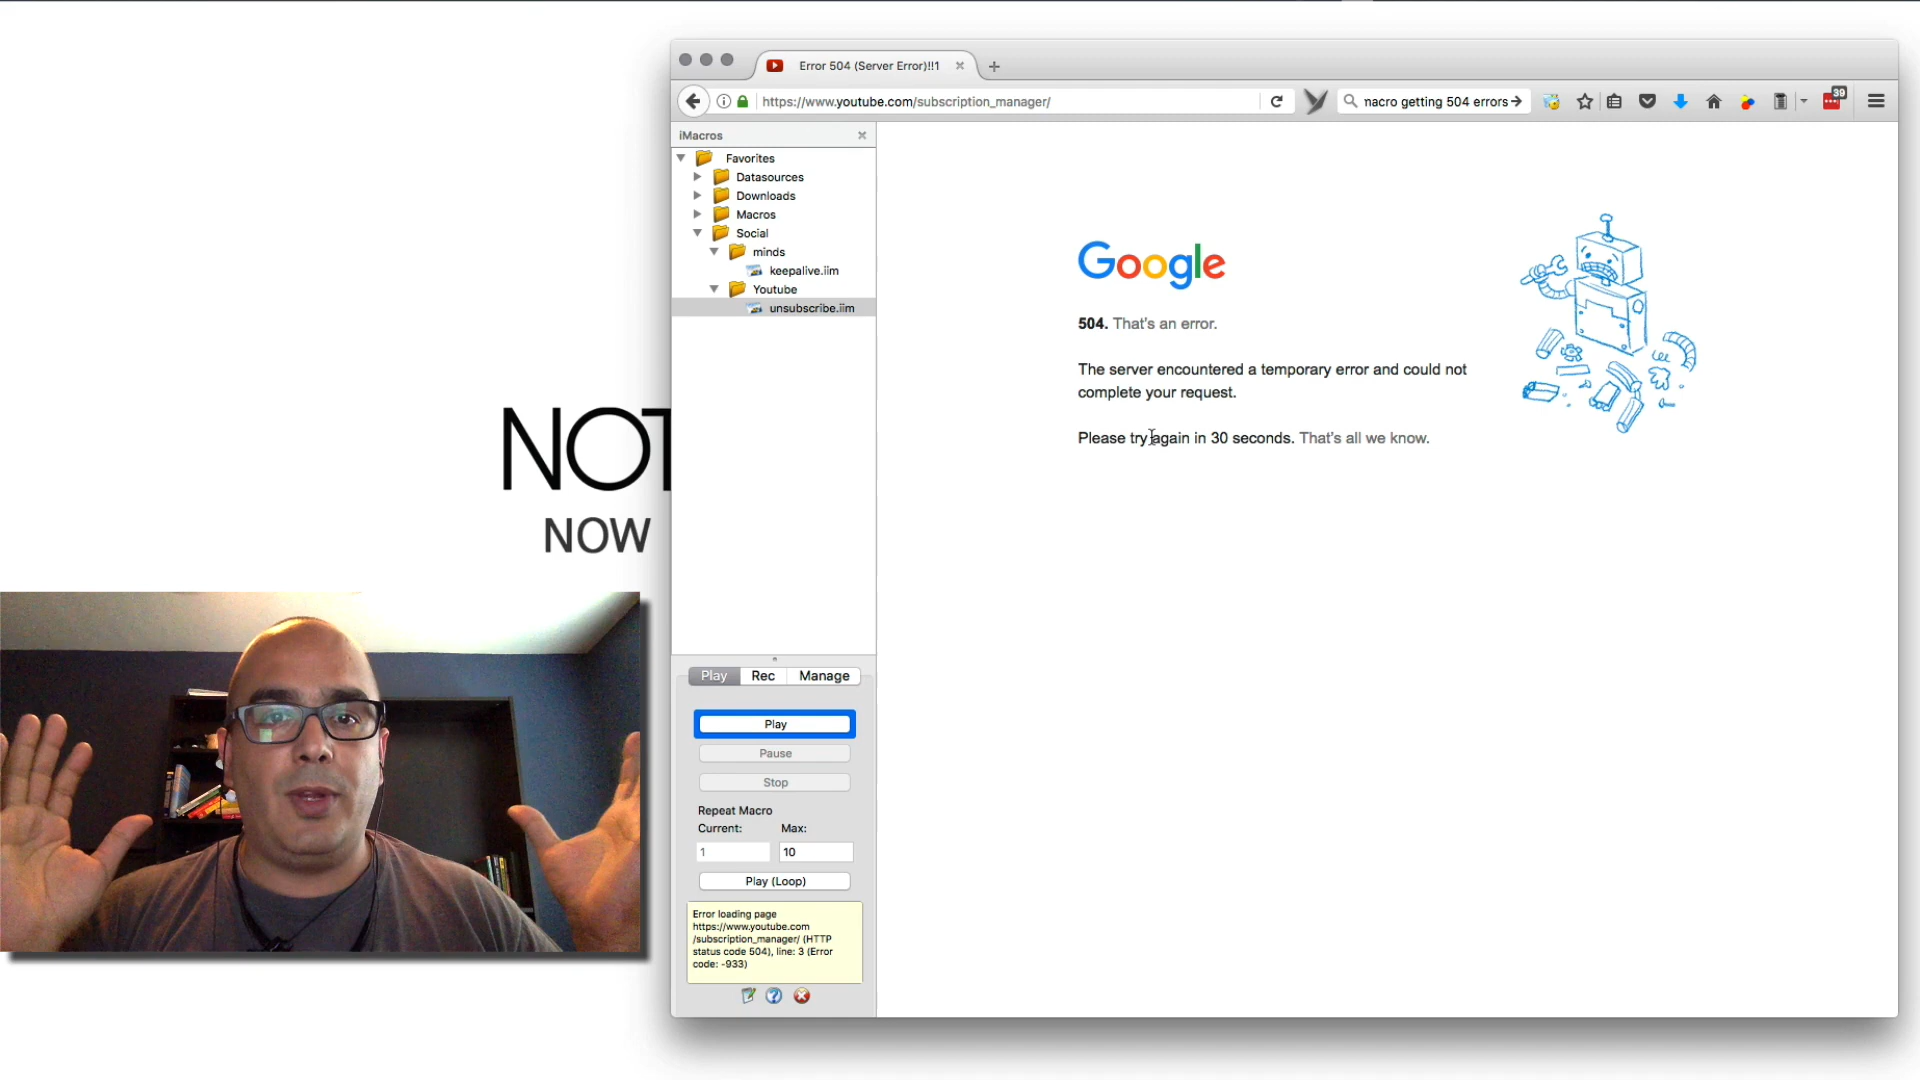 Error 504 (Server Error)!!1
https://www.youtube.com/subscription_manager/
nacro getting 504 errors
39
iMacros
Favorites
Datasources
Downloads
Macros
Social
minds
keepalive.iim
Youtube
unsubscribe.iim
Google
504. That's an error.
The server encountered a temporary error and could not
complete your request.
Please try again in 30 seconds. That's all we know.
NOT
NOW
Play Rec Manage
Play
Pause
Stop
Repeat Macro
Current: Max:
1 10
Play (Loop)
Error loading page
https://www.youtube.com
/subscription_manager/ (HTTP
status code 504), line: 3 (Error
code: -933)